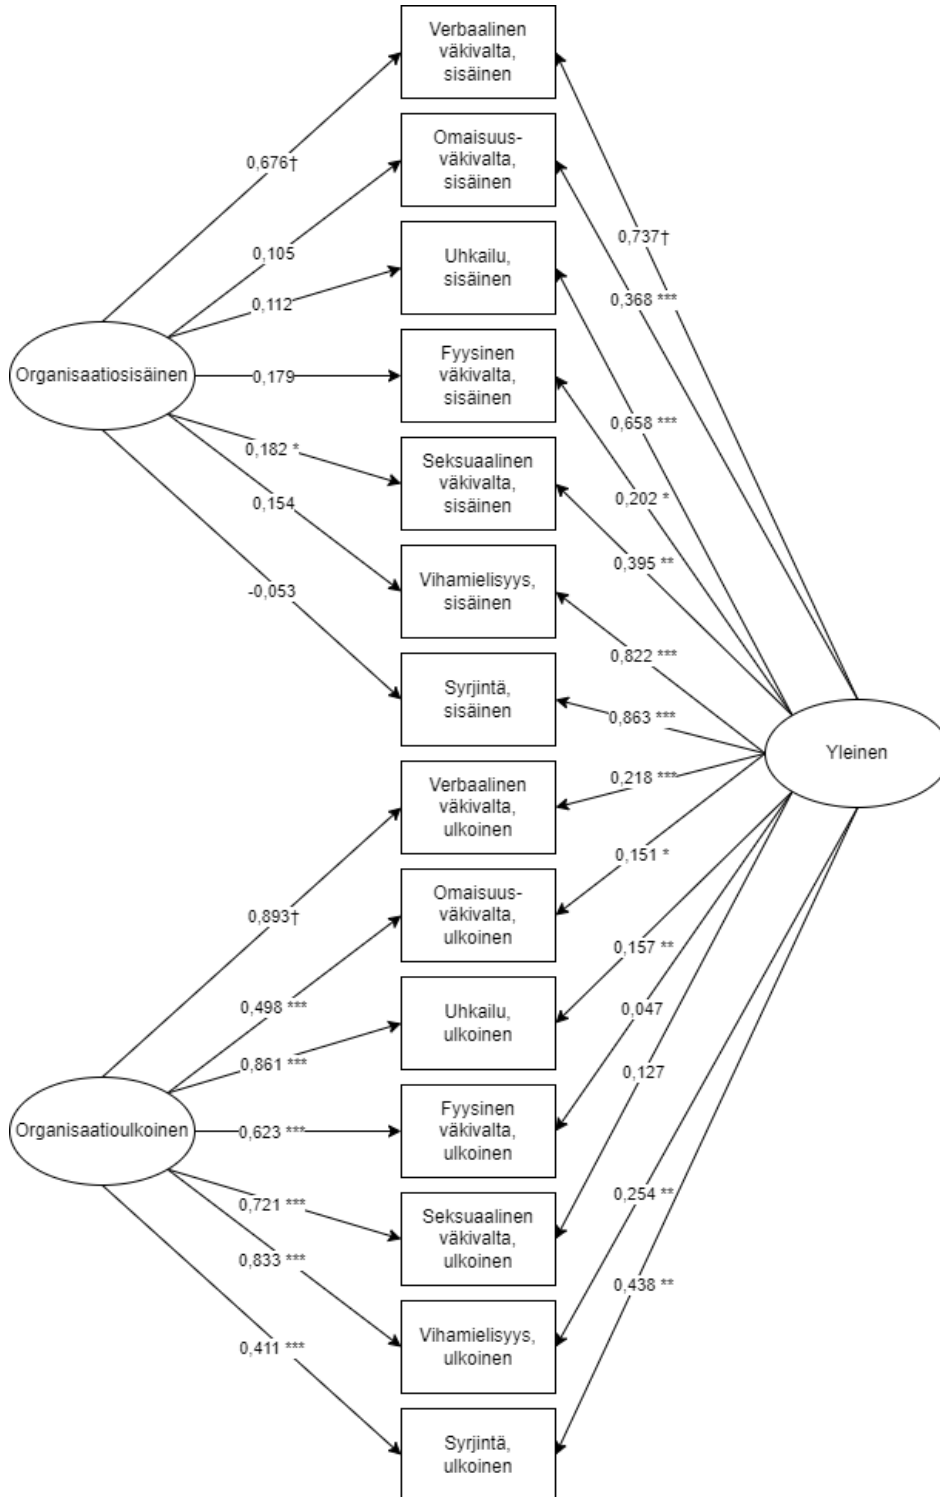 Verbaalinen
väkivalta,
sisäinen
Omaisuus-
väkivalta,
sisäinen
Uhkailu,
sisäinen
Fyysinen
väkivalta,
sisäinen
Seksuaalinen
väkivalta,
sisäinen
Vihamielisyys,
sisäinen
Syrjintä,
sisäinen
Verbaalinen
väkivalta,
ulkoinen
Omaisuus-
väkivalta,
ulkoinen
Uhkailu,
ulkoinen
Fyysinen
väkivalta,
ulkoinen
Seksuaalinen
väkivalta,
ulkoinen
Vihamielisyys,
ulkoinen
Syrjintä,
ulkoinen
Organisaatiosisäinen
0,676†
0,105
0,112
0,179
0,182 *
0,154
-0,053
Organisaatioulkoinen
0,893†
0,498 ***
0,861 ***
0,623 ***
0,721 ***
0,833 ***
0,411 ***
Yleinen
0,737†
0,368 ***
0,658 ***
0,202 *
0,395 **
0,822 ***
0,863 ***
0,218 ***
0,151 *
0,157 **
0,047
0,127
0,254 **
0,438 **